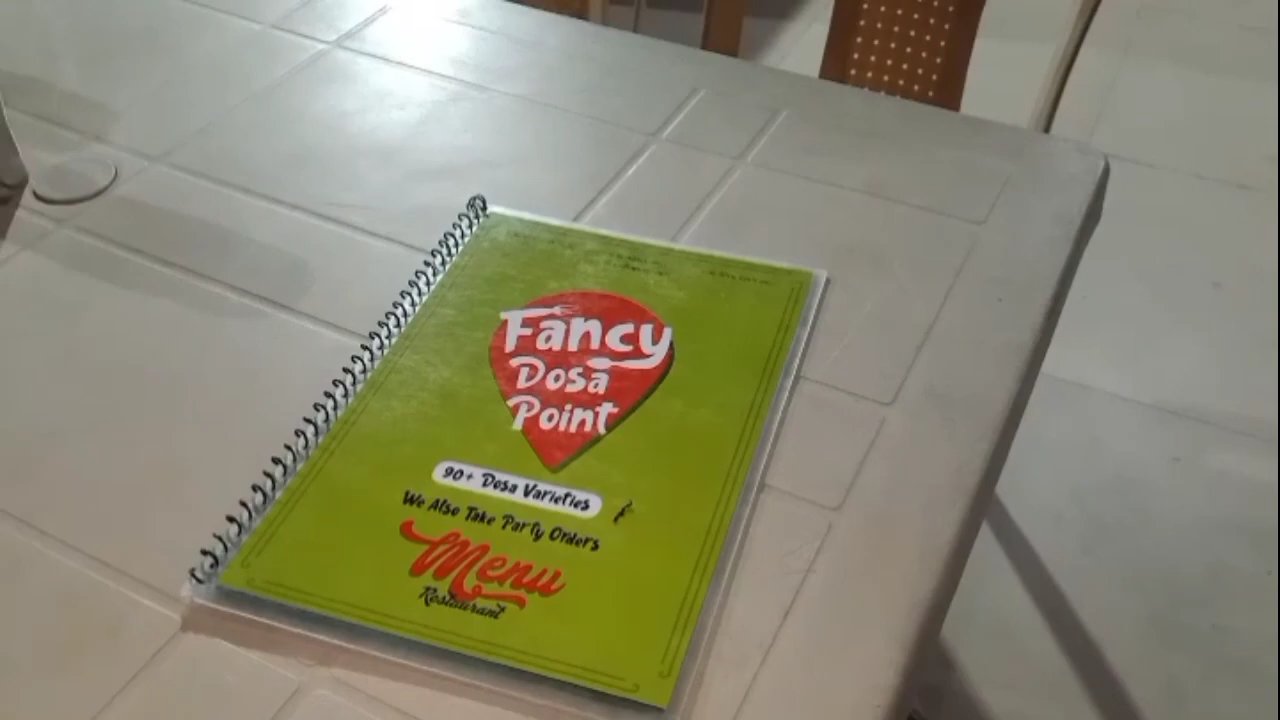 Fancy
Dosa
Point
90+ Dosa Varieties
We Also Take Party Orders
Menu
Restaurant